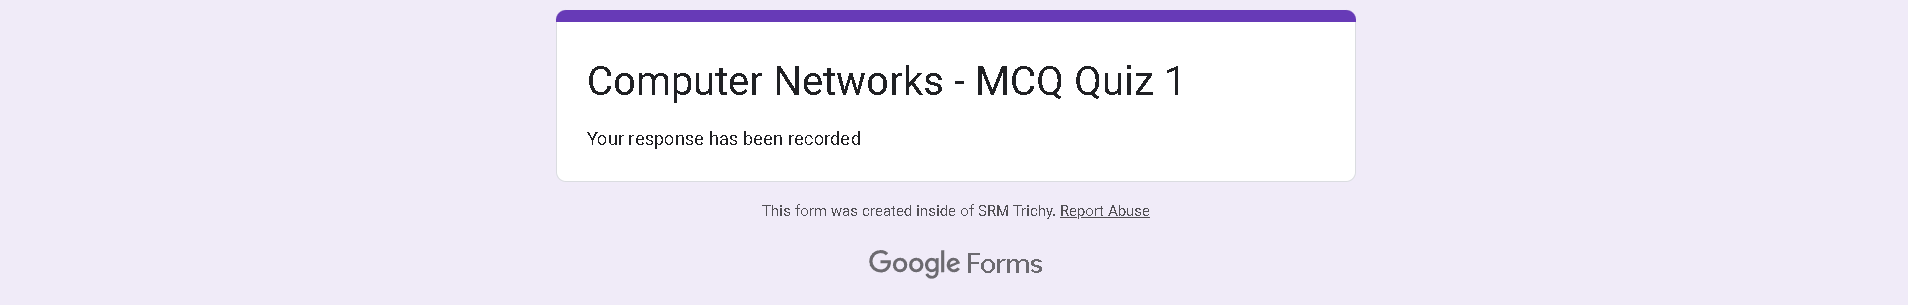 Computer Networks - MCQ Quiz 1
Your response has been recorded
This form was created inside of SRM Trichy. Report Abuse
Google Forms